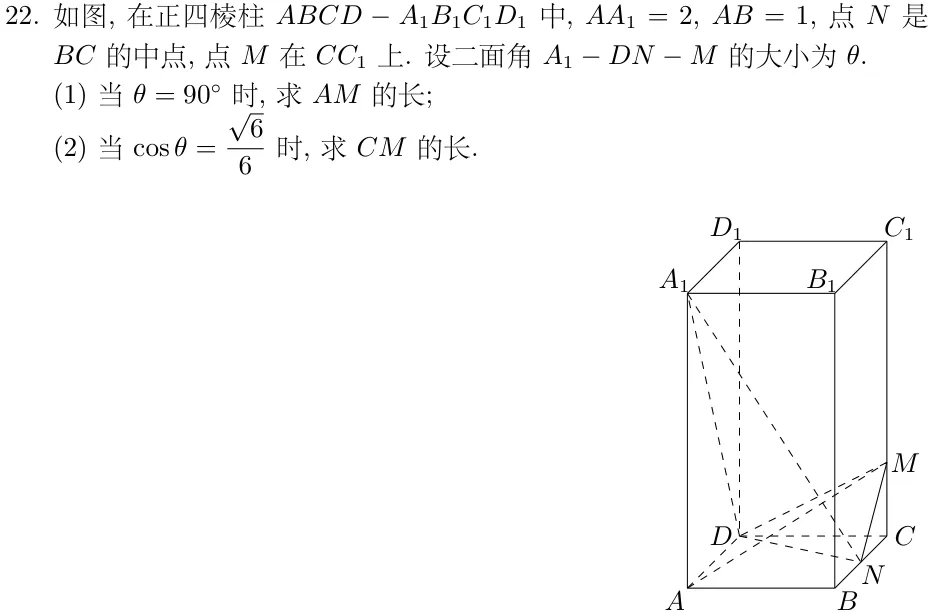 22. 如图, 在正四棱柱 ABCD − A₁B₁C₁D₁ 中, AA₁ = 2, AB = 1, 点 N 是
BC 的中点, 点 M 在 CC₁ 上. 设二面角 A₁ − DN − M 的大小为 θ.
(1) 当 θ = 90° 时, 求 AM 的长;
(2) 当 cos θ = √6/6 时, 求 CM 的长.
D₁ C₁
A₁ B₁
M
D C
N
A B